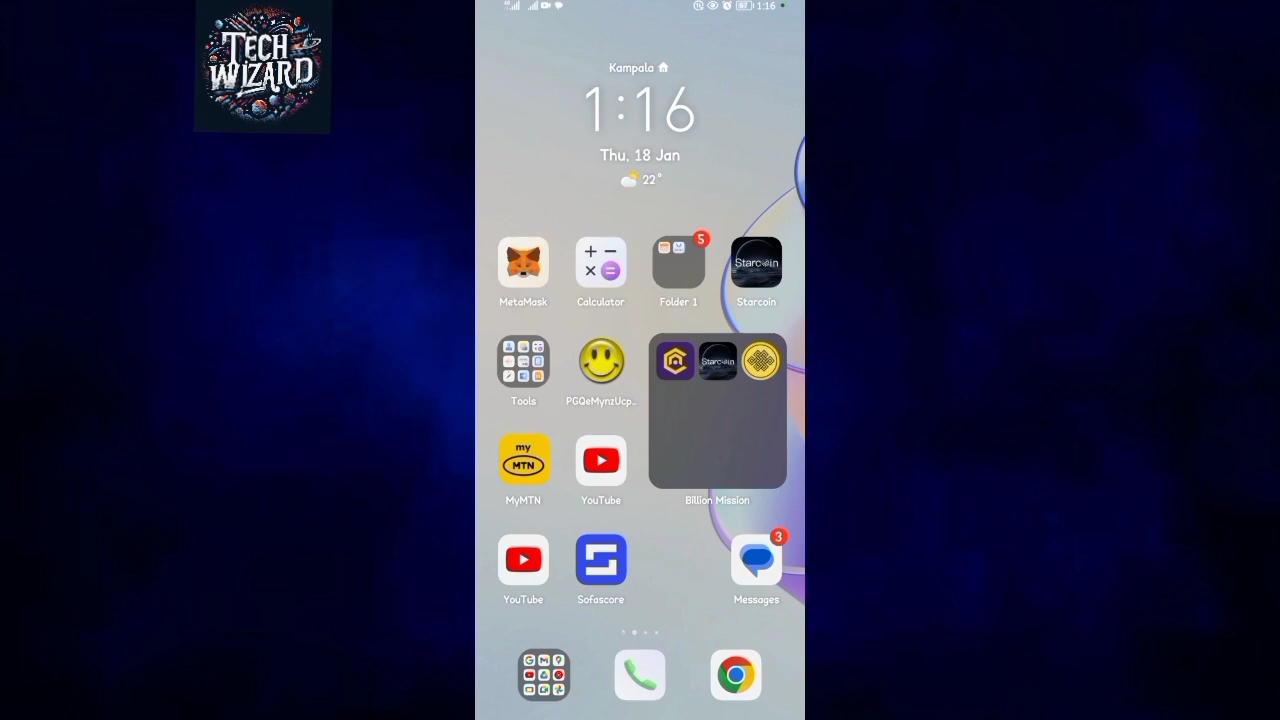 TECH
WIZARD
67
1:16
Kampala
1:16
Thu, 18 Jan
22°
5
Starcoin
MetaMask
Calculator
Folder 1
Starcoin
Starcoin
Tools
PGQeMynzUcp..
my
MTN
MyMTN
YouTube
Billion Mission
3
YouTube
Sofascore
Messages